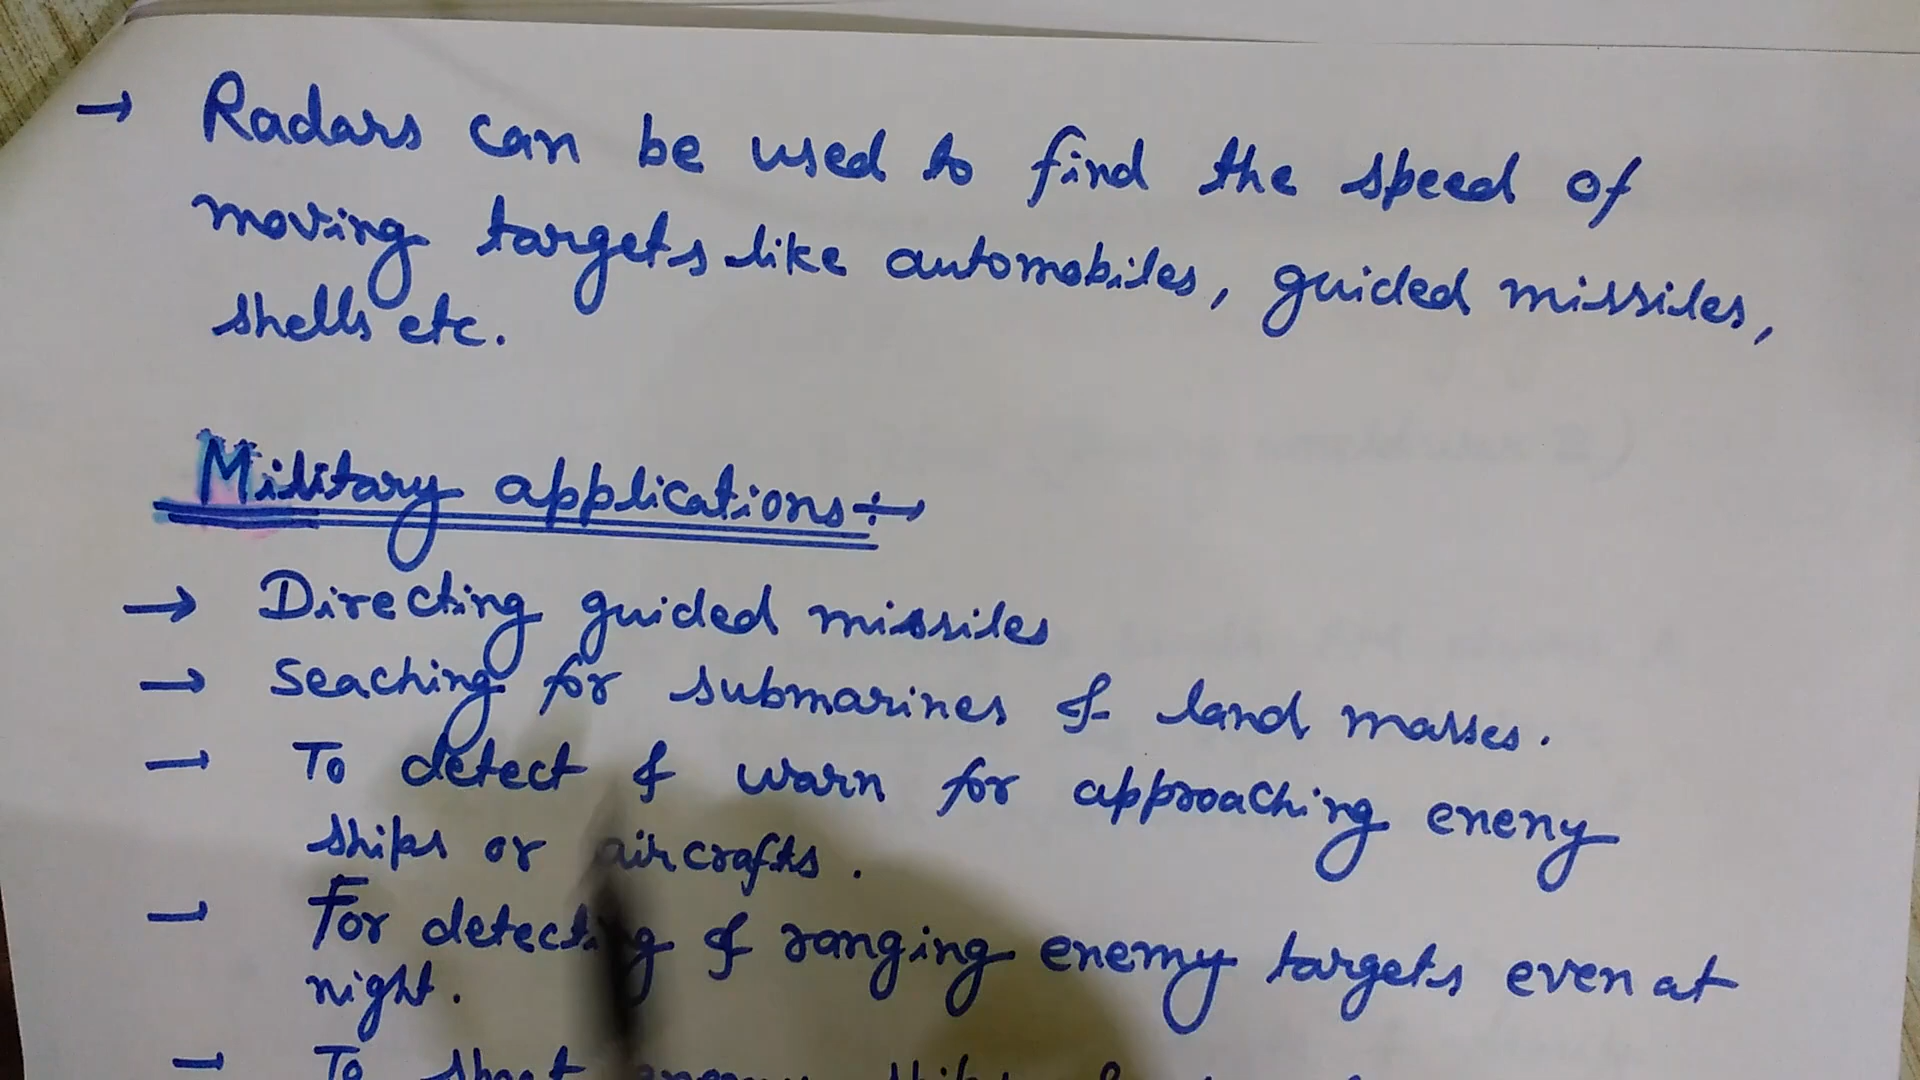 → Radars can be used to find the speed of
moving targets like automobiles, guided missiles,
shells etc.
Military applications:→
→ Directing guided missiles
→ Seaching for submarines & land masses.
→ To detect & warn for approaching eneny
ships or aircrafts.
→ For detecting & ranging enemy targets even at
night.
→ To